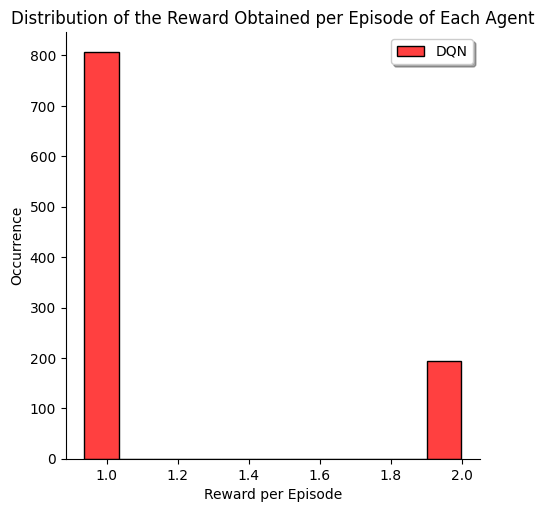 Distribution of the Reward Obtained per Episode of Each Agent
DQN
800
700
600
500
400
300
200
100
0
Occurrence
1.0 1.2 1.4 1.6 1.8 2.0
Reward per Episode